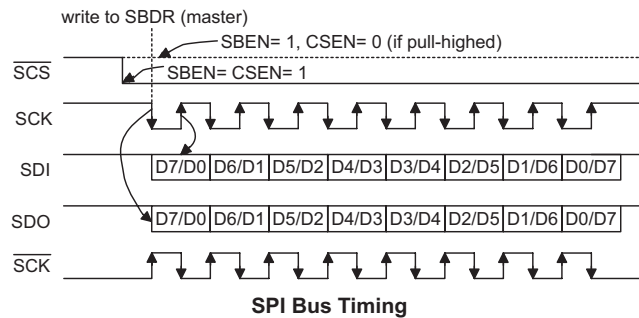 write to SBDR (master)
SBEN= 1, CSEN= 0 (if pull-highed)
SCS
SBEN= CSEN= 1
SCK
SDI D7/D0 D6/D1 D5/D2 D4/D3 D3/D4 D2/D5 D1/D6 D0/D7
SDO D7/D0 D6/D1 D5/D2 D4/D3 D3/D4 D2/D5 D1/D6 D0/D7
SCK
SPI Bus Timing